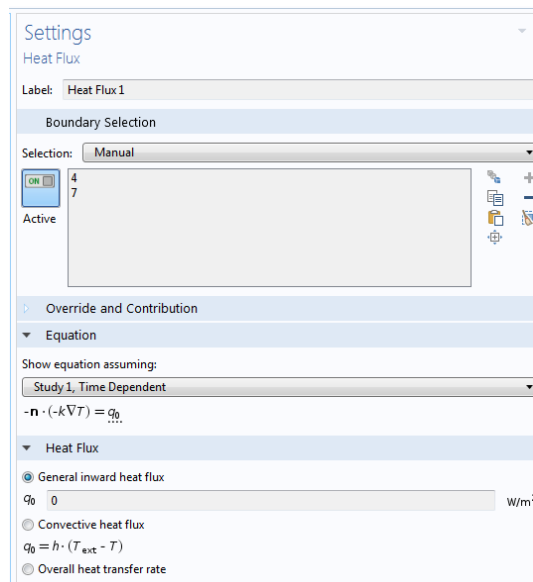 Settings
Heat Flux
Label: Heat Flux 1
Boundary Selection
Selection: Manual
ON
4
7
Active
Override and Contribution
Equation
Show equation assuming:
Study 1, Time Dependent
-n · (-k∇T) = q₀
Heat Flux
General inward heat flux
q₀ 0 W/m²
Convective heat flux
q₀ = h · (Text - T)
Overall heat transfer rate